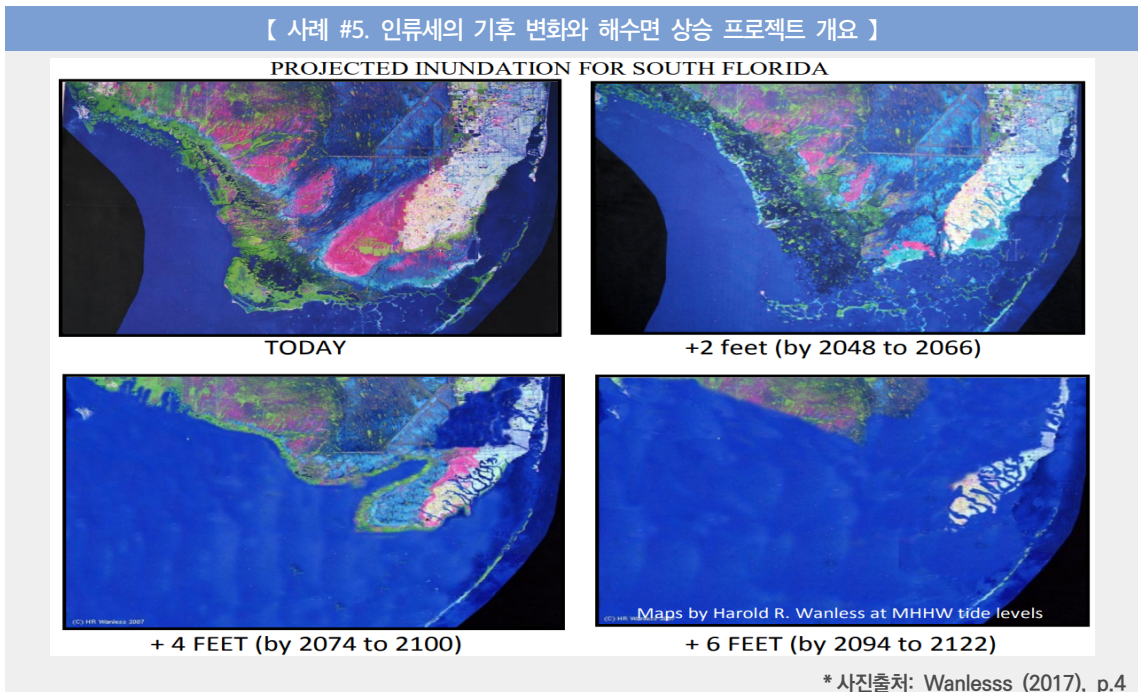 【 사례 #5. 인류세의 기후 변화와 해수면 상승 프로젝트 개요 】
PROJECTED INUNDATION FOR SOUTH FLORIDA
TODAY
+2 feet (by 2048 to 2066)
(C) HR Wanless 2007
+ 4 FEET (by 2074 to 2100)
Maps by Harold R. Wanless at MHHW tide levels
+ 6 FEET (by 2094 to 2122)
* 사진출처: Wanlesss (2017), p.4